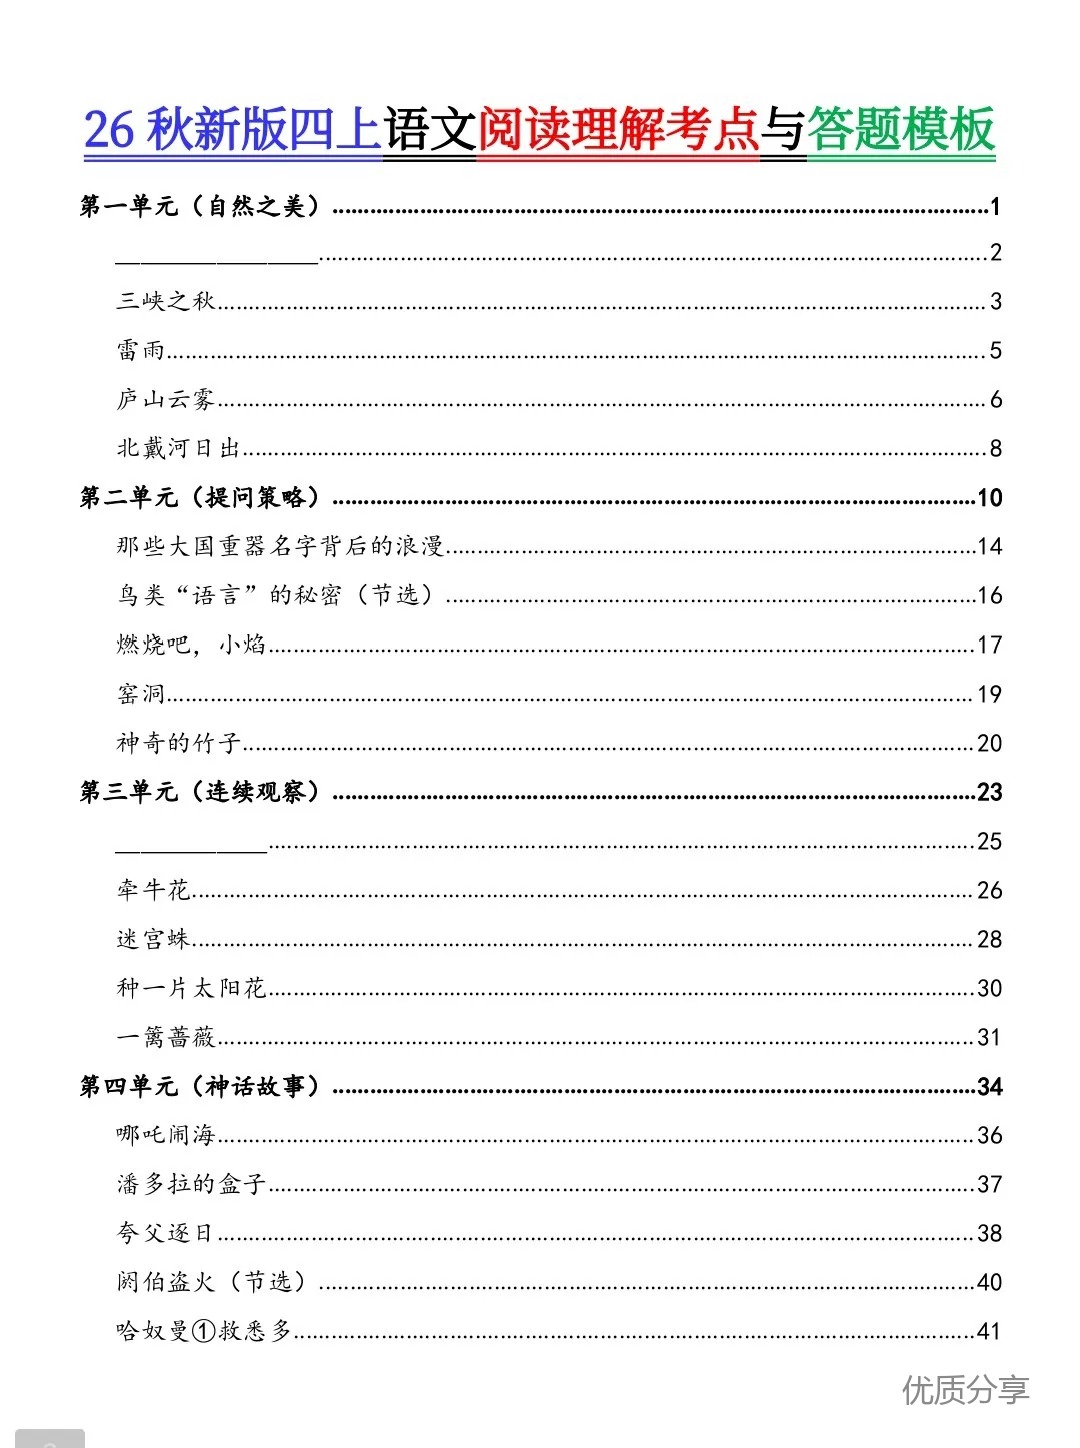 26 秋新版四上语文阅读理解考点与答题模板
第一单元（自然之美）........................1
________________........................2
三峡之秋........................3
雷雨........................5
庐山云雾........................6
北戴河日出........................8
第二单元（提问策略）........................10
那些大国重器名字背后的浪漫........................14
鸟类“语言”的秘密（节选）........................16
燃烧吧，小焰........................17
窑洞........................19
神奇的竹子........................20
第三单元（连续观察）........................23
____________........................25
牵牛花........................26
迷宫蛛........................28
种一片太阳花........................30
一篱蔷薇........................31
第四单元（神话故事）........................34
哪吒闹海........................36
潘多拉的盒子........................37
夸父逐日........................38
阏伯盗火（节选）........................40
哈奴曼①救悉多........................41
优质分享